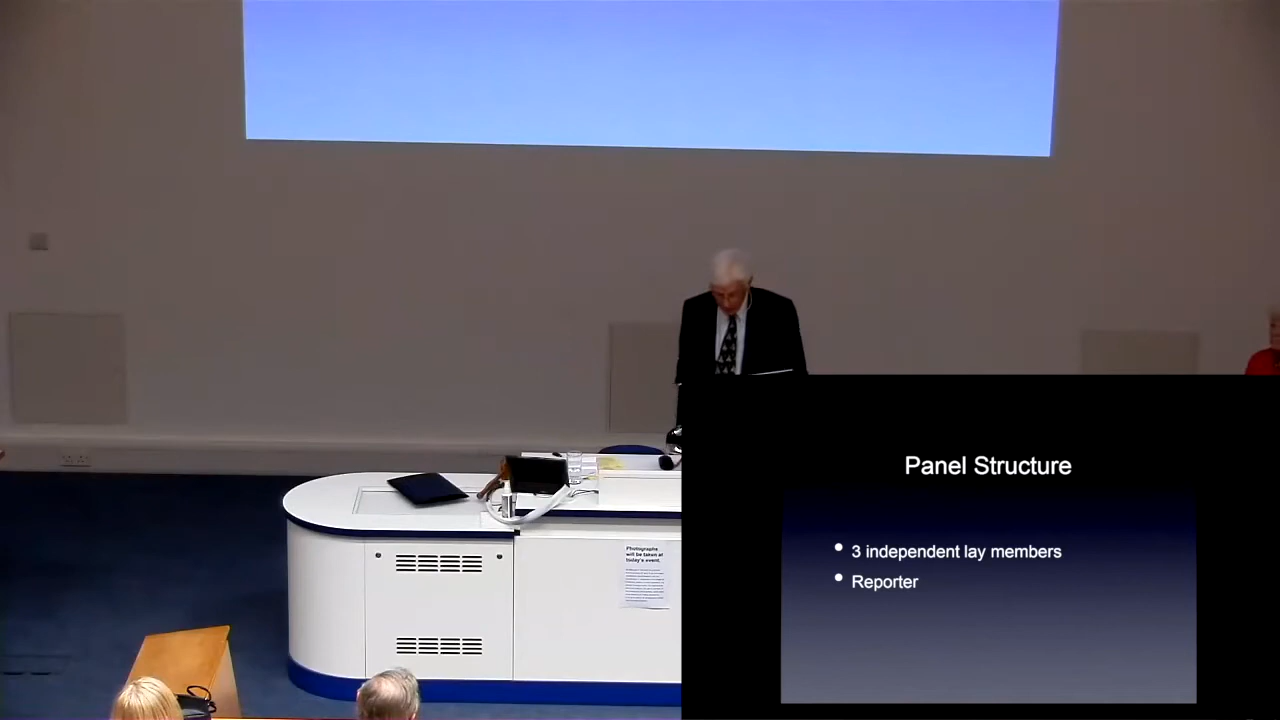 Panel Structure
• 3 independent lay members
• Reporter
Photographs
will be taken at
today's event.